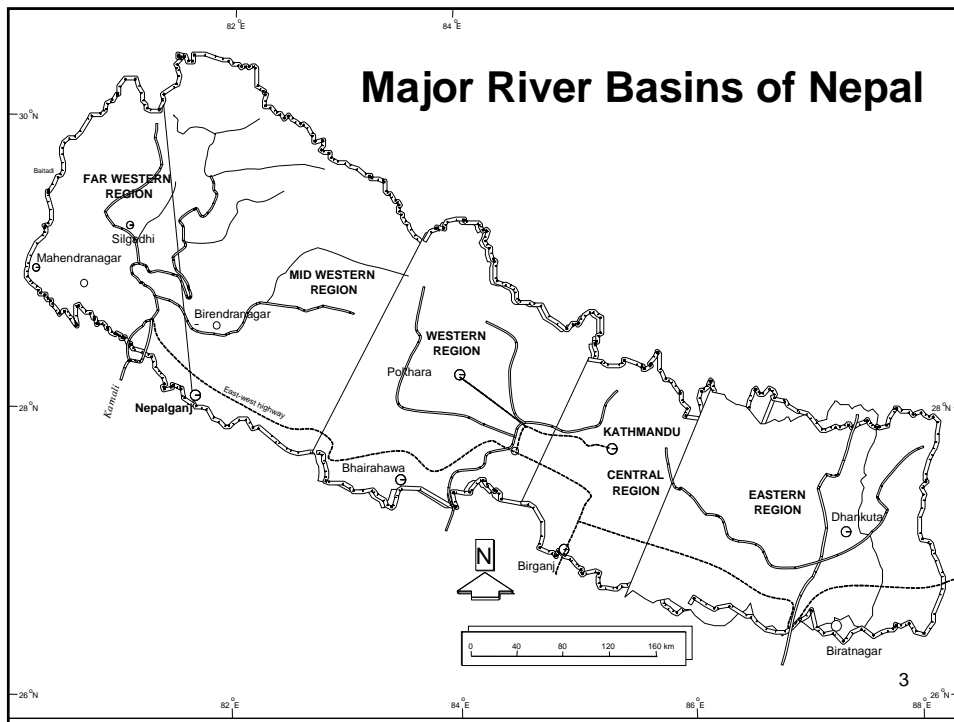 82 °E
84 °E
Major River Basins of Nepal
30°N
Baitadi
FAR WESTERN
REGION
Silgadhi
Mahendranagar
MID WESTERN
REGION
Birendranagar
WESTERN
REGION
Pokhara
Kamali
East-west highway
Nepalganj
28°N
28°N
KATHMANDU
Bhairahawa
CENTRAL
REGION
EASTERN
REGION
Dhankuta
N
Birganj
0 40 80 120 160 km
Biratnagar
3
26°N
26°N
82 °E
84 °E
86 °E
88 °E